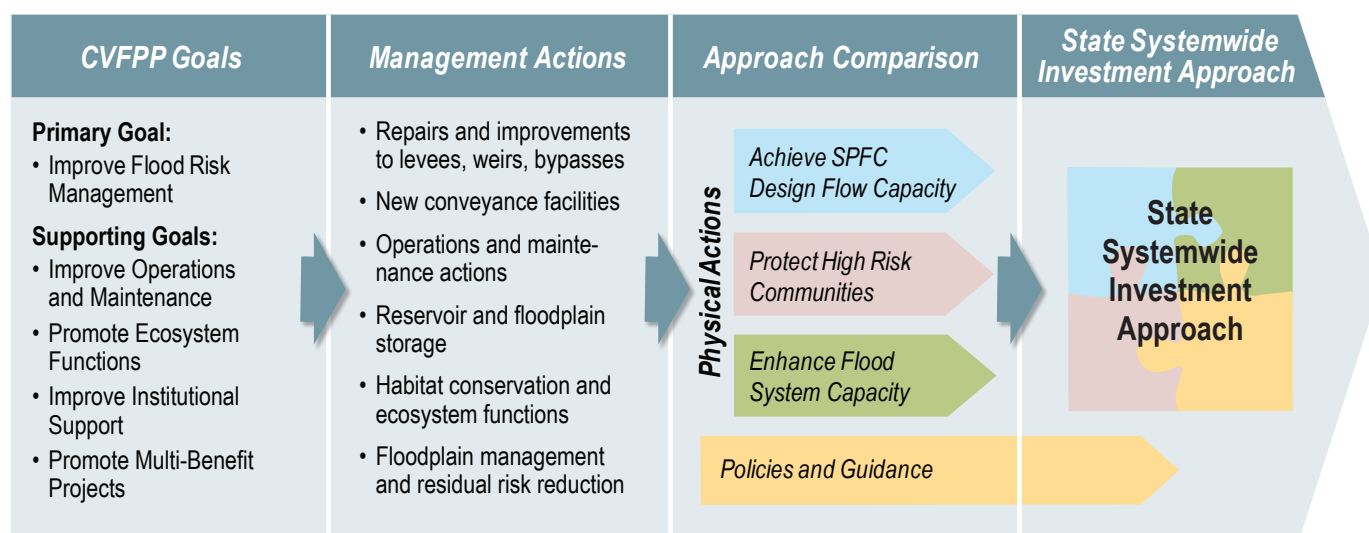 CVFPP Goals
Primary Goal:
• Improve Flood Risk
Management
Supporting Goals:
• Improve Operations
and Maintenance
• Promote Ecosystem
Functions
• Improve Institutional
Support
• Promote Multi-Benefit
Projects
Management Actions
• Repairs and improvements
to levees, weirs, bypasses
• New conveyance facilities
• Operations and mainte-
nance actions
• Reservoir and floodplain
storage
• Habitat conservation and
ecosystem functions
• Floodplain management
and residual risk reduction
Approach Comparison
Physical Actions
Achieve SPFC
Design Flow Capacity
Protect High Risk
Communities
Enhance Flood
System Capacity
Policies and Guidance
State Systemwide
Investment Approach
State
Systemwide
Investment
Approach